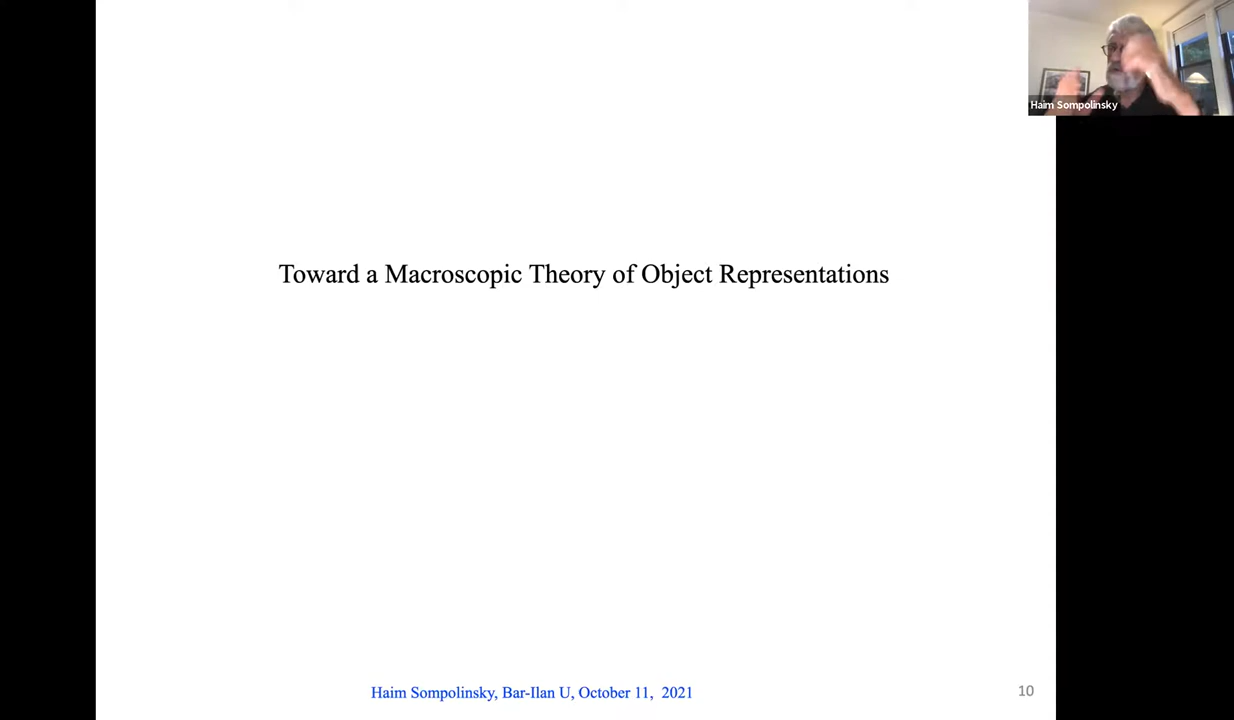 Haim Sompolinsky
Toward a Macroscopic Theory of Object Representations
Haim Sompolinsky, Bar-Ilan U, October 11, 2021
10